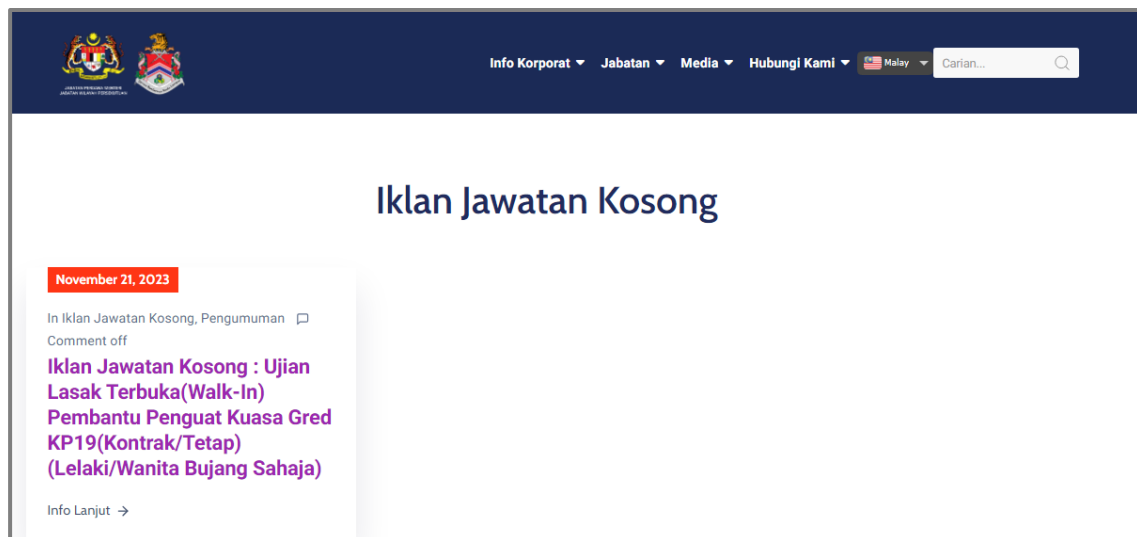 Info Korporat Jabatan Media Hubungi Kami Malay Carian...
Iklan Jawatan Kosong
November 21, 2023
In Iklan Jawatan Kosong, Pengumuman
Comment off
Iklan Jawatan Kosong : Ujian
Lasak Terbuka(Walk-In)
Pembantu Penguat Kuasa Gred
KP19(Kontrak/Tetap)
(Lelaki/Wanita Bujang Sahaja)
Info Lanjut →